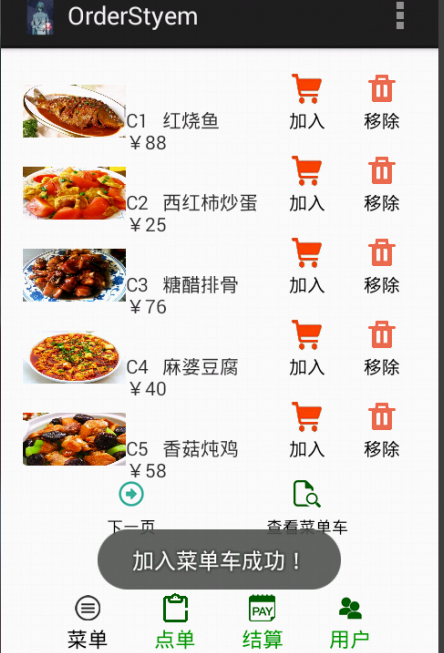 OrderStyem
C1 红烧鱼
￥88
加入
移除
C2 西红柿炒蛋
￥25
加入
移除
C3 糖醋排骨
￥76
加入
移除
C4 麻婆豆腐
￥40
加入
移除
C5 香菇炖鸡
￥58
加入
移除
下一页
查看菜单车
加入菜单车成功！
PAY
菜单
点单
结算
用户